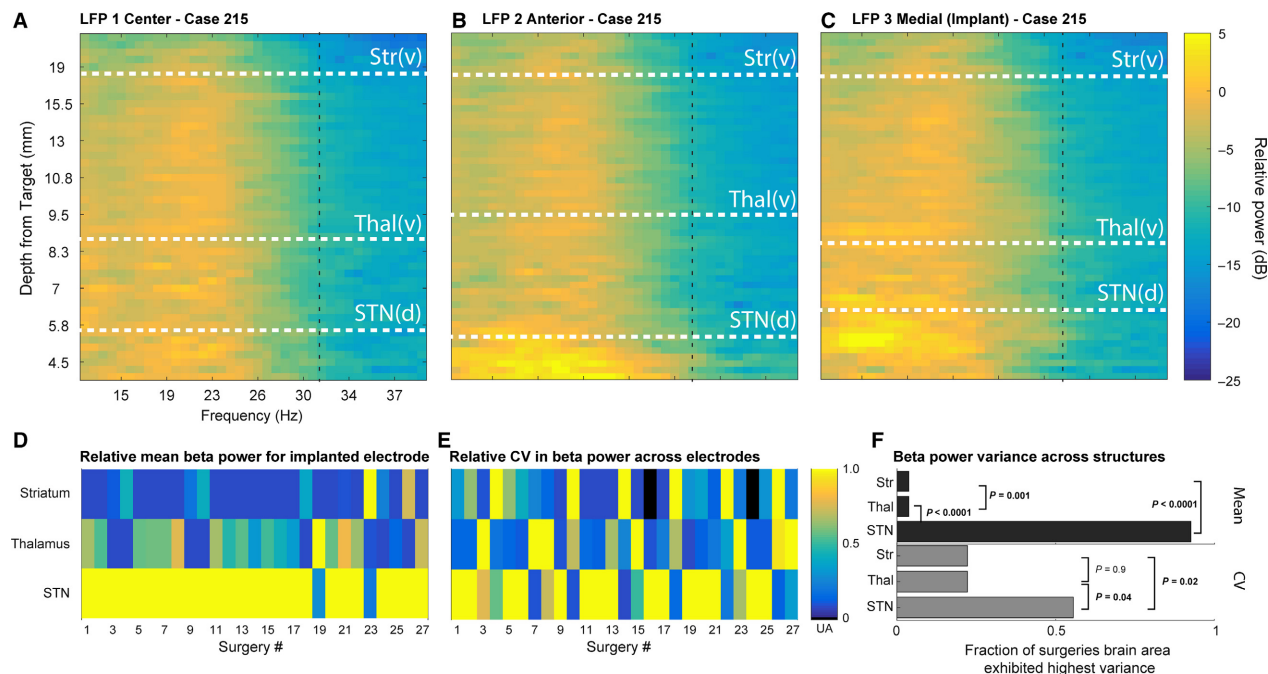 A LFP 1 Center - Case 215
B LFP 2 Anterior - Case 215
C LFP 3 Medial (Implant) - Case 215
Depth from Target (mm)
19
15.5
13
10.8
9.5
8.3
7
5.8
4.5
Str(v)
Thal(v)
STN(d)
15 19 23 26 30 34 37
Frequency (Hz)
Str(v)
Thal(v)
STN(d)
Str(v)
Thal(v)
STN(d)
5
0
−5
−10
−15
−20
−25
Relative power (dB)
D Relative mean beta power for implanted electrode
Striatum
Thalamus
STN
1 3 5 7 9 11 13 15 17 19 21 23 25 27
Surgery #
E Relative CV in beta power across electrodes
1 3 5 7 9 11 13 15 17 19 21 23 25 27
Surgery #
1.0
0.5
0
UA
F Beta power variance across structures
Str
Thal
STN
Str
Thal
STN
P = 0.001
P < 0.0001
P < 0.0001
P = 0.9
P = 0.04
P = 0.02
Mean
CV
0 0.5 1
Fraction of surgeries brain area
exhibited highest variance